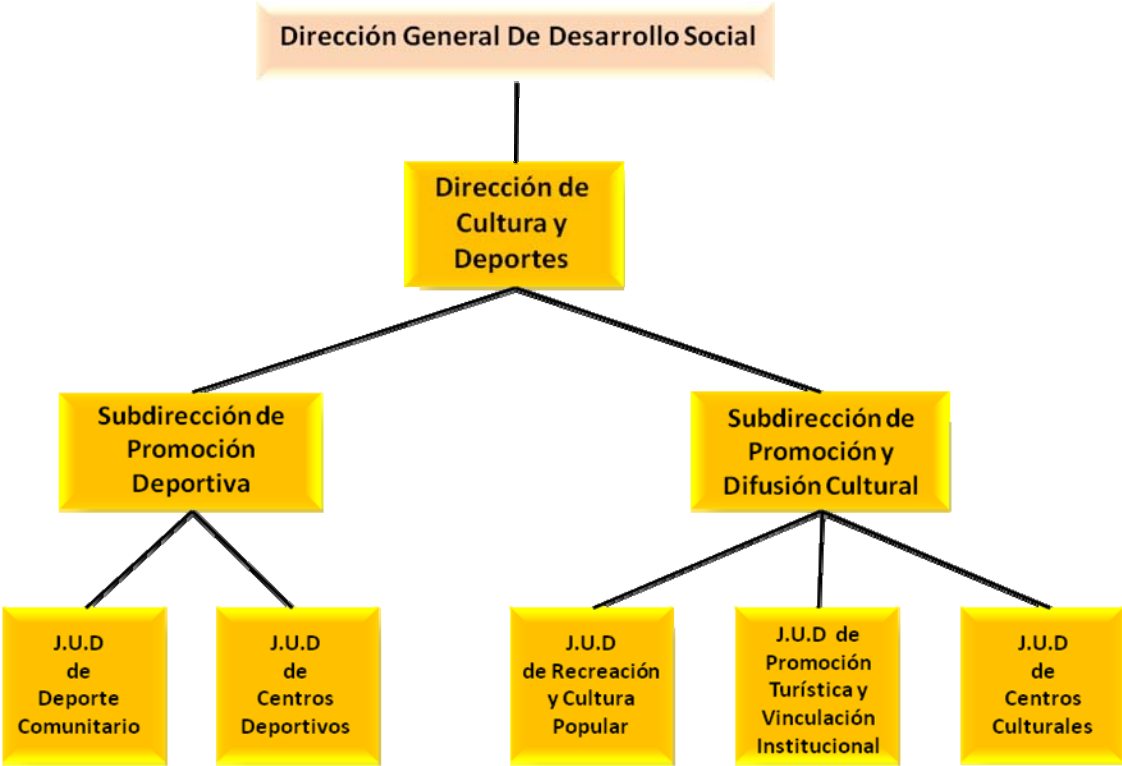 Dirección General De Desarrollo Social
Dirección de
Cultura y
Deportes
Subdirección de
Promoción
Deportiva
Subdirección de
Promoción y
Difusión Cultural
J.U.D
de
Deporte
Comunitario
J.U.D
de
Centros
Deportivos
J.U.D
de Recreación
y Cultura
Popular
J.U.D de
Promoción
Turística y
Vinculación
Institucional
J.U.D
de
Centros
Culturales